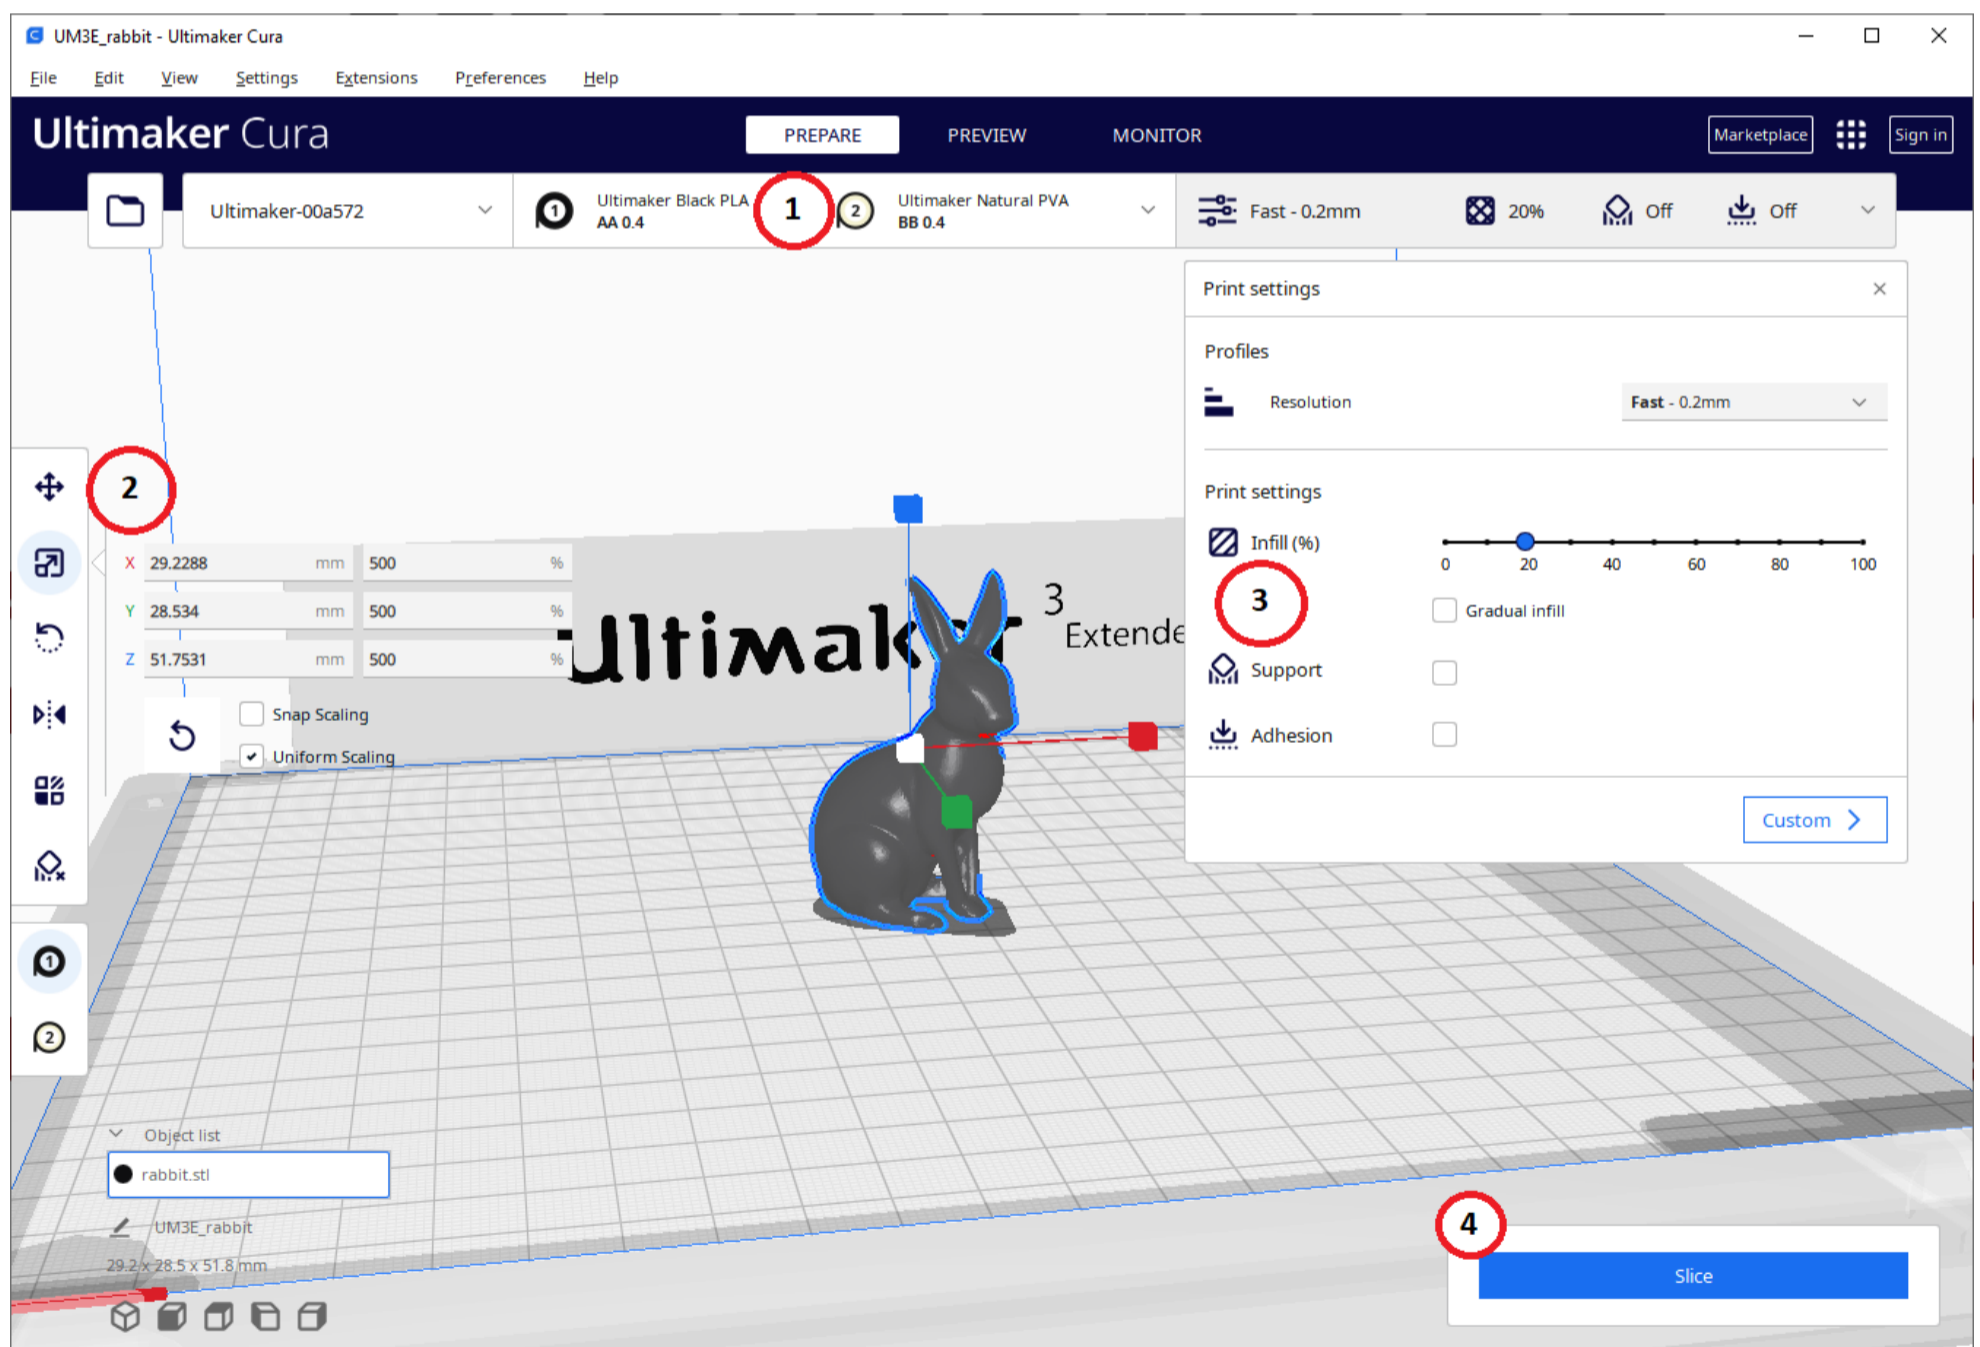 UM3E_rabbit - Ultimaker Cura
File Edit View Settings Extensions Preferences Help
Ultimaker Cura
PREPARE PREVIEW MONITOR
Marketplace Sign in
Ultimaker-00a572
1 Ultimaker Black PLA
AA 0.4
1
2 Ultimaker Natural PVA
BB 0.4
Fast - 0.2mm 20% Off Off
Print settings
Profiles
Resolution Fast - 0.2mm
Print settings
Infill (%)
0 20 40 60 80 100
3
Gradual infill
Support
Adhesion
Custom
2
X 29.2288 mm 500 %
Y 28.534 mm 500 %
Z 51.7531 mm 500 %
Snap Scaling
Uniform Scaling
3
Extende
1
2
Object list
rabbit.stl
UM3E_rabbit
29.2 x 28.5 x 51.8 mm
4
Slice